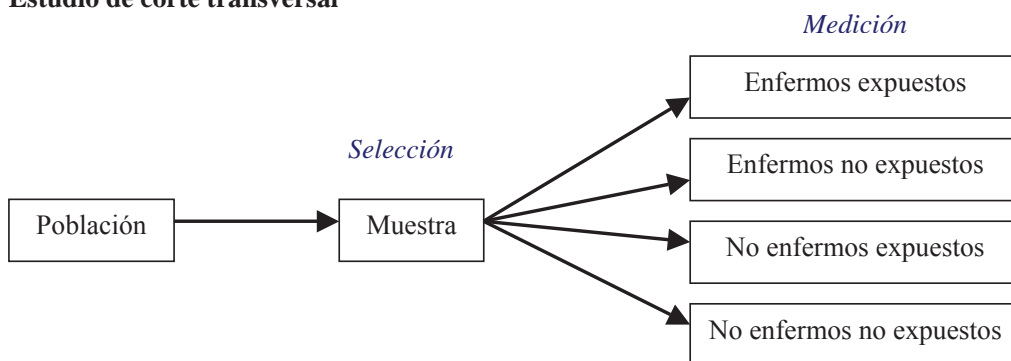 Estudio de corte transversal
Medición
Enfermos expuestos
Selección
Enfermos no expuestos
Población
Muestra
No enfermos expuestos
No enfermos no expuestos